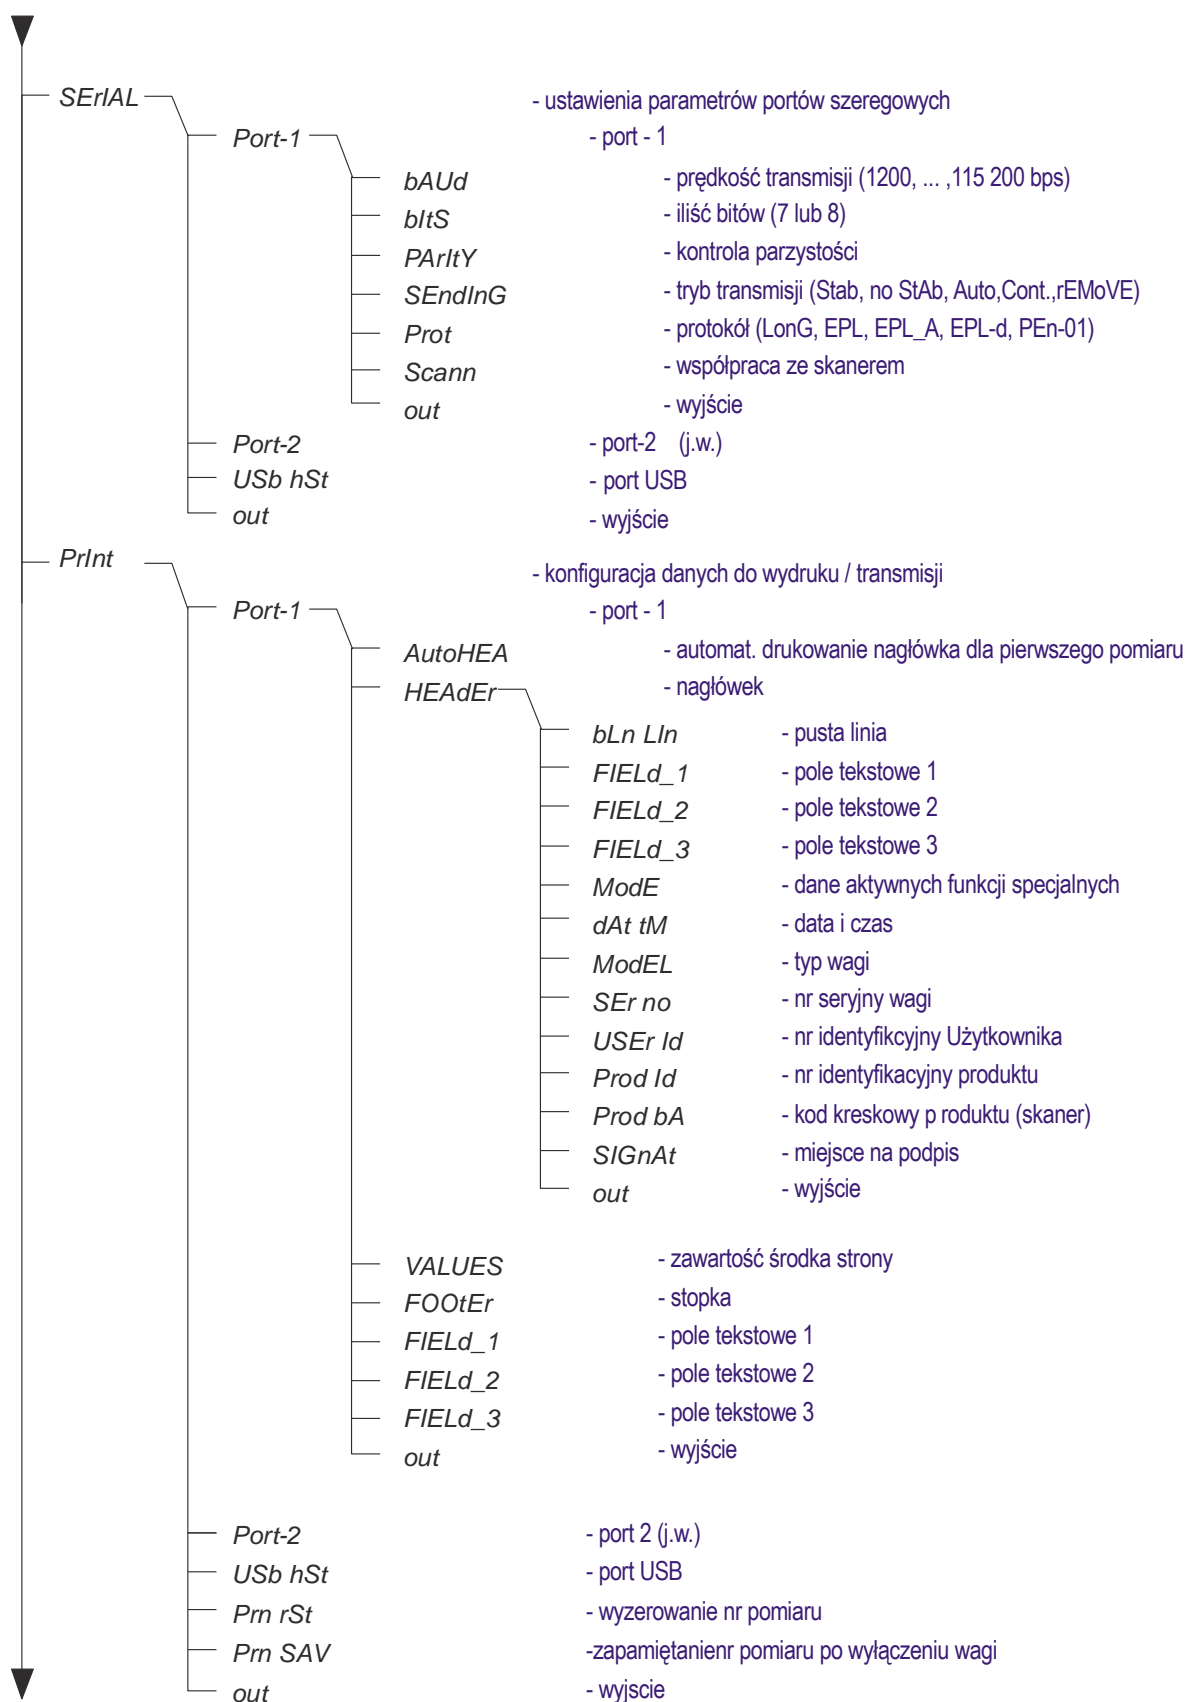 SErIAL - ustawienia parametrów portów szeregowych
Port-1 - port - 1
bAUd - prędkość transmisji (1200, ... ,115 200 bps)
bItS - iliść bitów (7 lub 8)
PArItY - kontrola parzystości
SEndInG - tryb transmisji (Stab, no StAb, Auto,Cont.,rEMoVE)
Prot - protokół (LonG, EPL, EPL_A, EPL-d, PEn-01)
Scann - współpraca ze skanerem
out - wyjście
Port-2 - port-2 (j.w.)
USb hSt - port USB
out - wyjście
PrInt - konfiguracja danych do wydruku / transmisji
Port-1 - port - 1
AutoHEA - automat. drukowanie nagłówka dla pierwszego pomiaru
HEAdEr - nagłówek
bLn LIn - pusta linia
FIELd_1 - pole tekstowe 1
FIELd_2 - pole tekstowe 2
FIELd_3 - pole tekstowe 3
ModE - dane aktywnych funkcji specjalnych
dAt tM - data i czas
ModEL - typ wagi
SEr no - nr seryjny wagi
USEr Id - nr identyfikcyjny Użytkownika
Prod Id - nr identyfikacyjny produktu
Prod bA - kod kreskowy p roduktu (skaner)
SIGnAt - miejsce na podpis
out - wyjście
VALUES - zawartość środka strony
FOOtEr - stopka
FIELd_1 - pole tekstowe 1
FIELd_2 - pole tekstowe 2
FIELd_3 - pole tekstowe 3
out - wyjście
Port-2 - port 2 (j.w.)
USb hSt - port USB
Prn rSt - wyzerowanie nr pomiaru
Prn SAV -zapamiętanienr pomiaru po wyłączeniu wagi
out - wyjscie